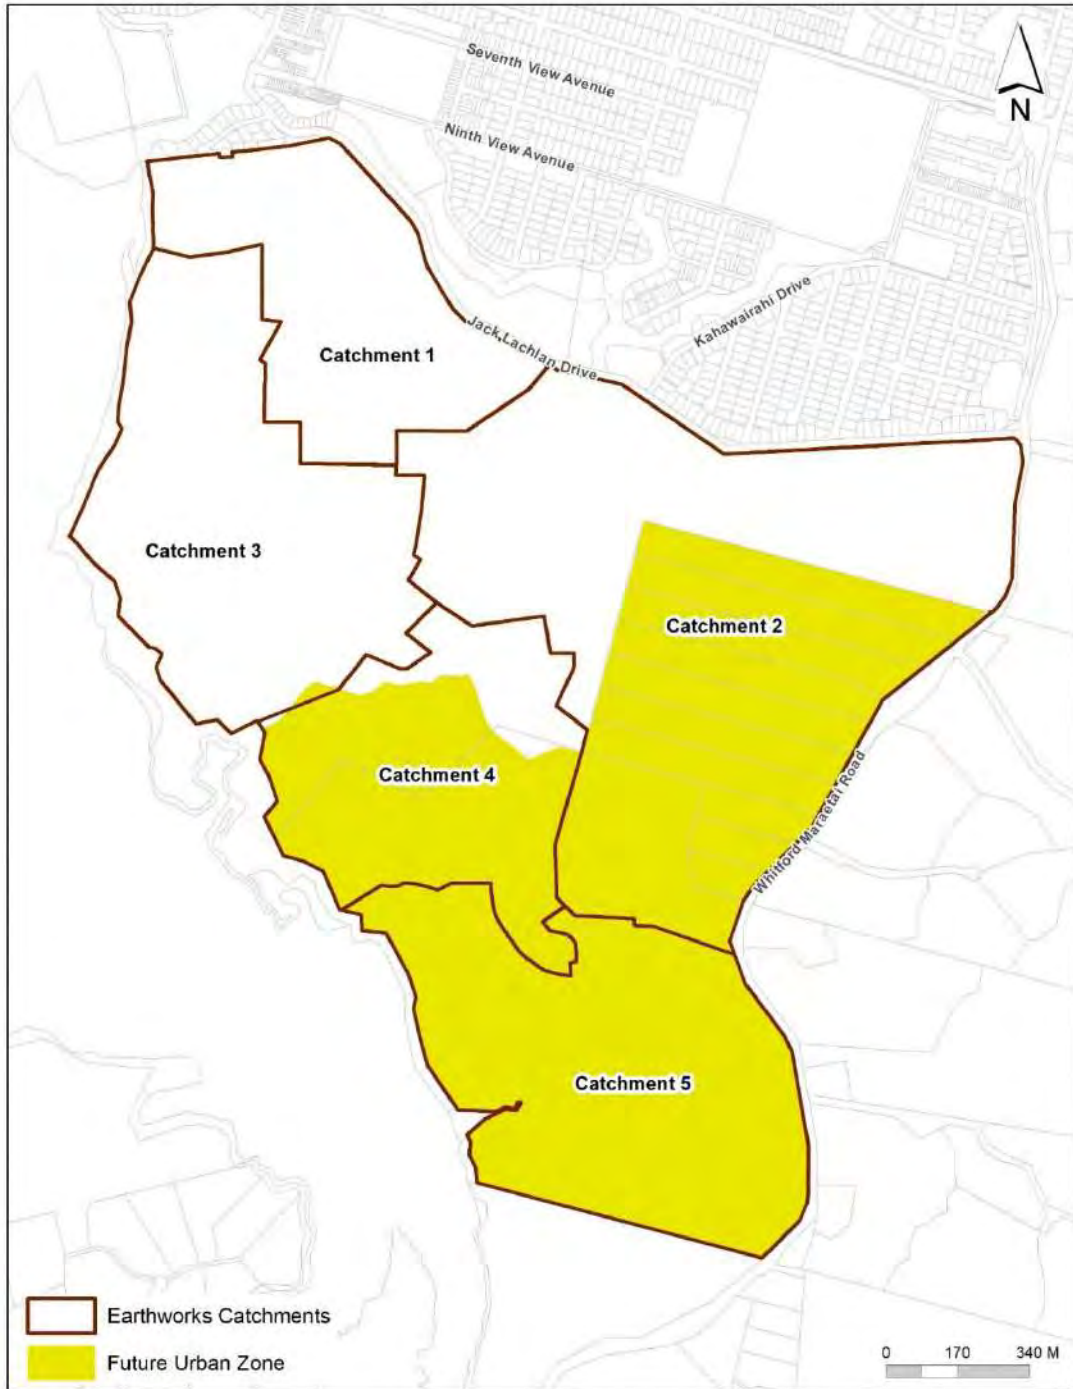 Seventh View Avenue
N
Ninth View Avenue
Kahawairahi Drive
Jack Lachlan Drive
Catchment 1
Catchment 3
Catchment 2
Catchment 4
Whitford Maraetai Road
Catchment 5
Earthworks Catchments
Future Urban Zone
0 170 340 M